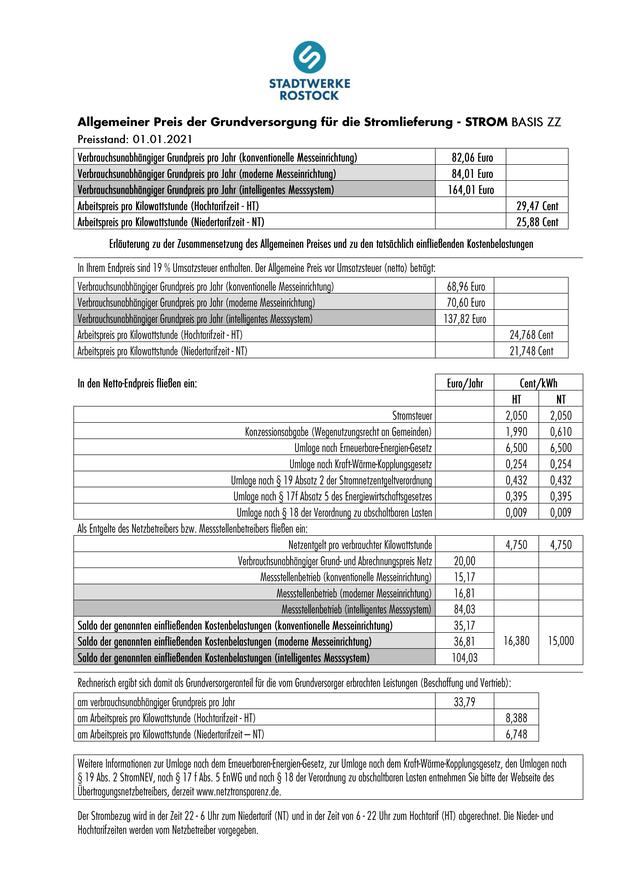 STADTWERKE
ROSTOCK
Allgemeiner Preis der Grundversorgung für die Stromlieferung - STROM BASIS ZZ
Preisstand: 01.01.2021
Verbrauchsunabhängiger Grundpreis pro Jahr (konventionelle Messeinrichtung) 82,06 Euro
Verbrauchsunabhängiger Grundpreis pro Jahr (moderne Messeinrichtung) 84,01 Euro
Verbrauchsunabhängiger Grundpreis pro Jahr (intelligentes Messsystem) 164,01 Euro
Arbeitspreis pro Kilowattstunde (Hochtarifzeit - HT) 29,47 Cent
Arbeitspreis pro Kilowattstunde (Niedertarifzeit - NT) 25,88 Cent
Erläuterung zu der Zusammensetzung des Allgemeinen Preises und zu den tatsächlich einfließenden Kostenbelastungen
In Ihrem Endpreis sind 19 % Umsatzsteuer enthalten. Der Allgemeine Preis vor Umsatzsteuer (netto) beträgt:
Verbrauchsunabhängiger Grundpreis pro Jahr (konventionelle Messeinrichtung) 68,96 Euro
Verbrauchsunabhängiger Grundpreis pro Jahr (moderne Messeinrichtung) 70,60 Euro
Verbrauchsunabhängiger Grundpreis pro Jahr (intelligentes Messsystem) 137,82 Euro
Arbeitspreis pro Kilowattstunde (Hochtarifzeit - HT) 24,768 Cent
Arbeitspreis pro Kilowattstunde (Niedertarifzeit - NT) 21,748 Cent
In den Netto-Endpreis fließen ein: Euro/Jahr Cent/kWh
HT NT
Stromsteuer 2,050 2,050
Konzessionsabgabe (Wegenutzungsrecht an Gemeinden) 1,990 0,610
Umlage nach Erneuerbare-Energien-Gesetz 6,500 6,500
Umlage nach Kraft-Wärme-Kopplungsgesetz 0,254 0,254
Umlage nach § 19 Absatz 2 der Stromnetzentgeltverordnung 0,432 0,432
Umlage nach § 17f Absatz 5 des Energiewirtschaftsgesetzes 0,395 0,395
Umlage nach § 18 der Verordnung zu abschaltbaren Lasten 0,009 0,009
Als Entgelte des Netzbetreibers bzw. Messstellenbetreibers fließen ein:
Netzentgelt pro verbrauchter Kilowattstunde 4,750 4,750
Verbrauchsunabhängiger Grund- und Abrechnungspreis Netz 20,00
Messstellenbetrieb (konventionelle Messeinrichtung) 15,17
Messstellenbetrieb (moderner Messeinrichtung) 16,81
Messstellenbetrieb (intelligentes Messsystem) 84,03
Saldo der genannten einfließenden Kostenbelastungen (konventionelle Messeinrichtung) 35,17
Saldo der genannten einfließenden Kostenbelastungen (moderne Messeinrichtung) 36,81 16,380 15,000
Saldo der genannten einfließenden Kostenbelastungen (intelligentes Messsystem) 104,03
Rechnerisch ergibt sich damit als Grundversorgeranteil für die vom Grundversorger erbrachten Leistungen (Beschaffung und Vertrieb):
am verbrauchsunabhängiger Grundpreis pro Jahr 33,79
am Arbeitspreis pro Kilowattstunde (Hochtarifzeit - HT) 8,388
am Arbeitspreis pro Kilowattstunde (Niedertarifzeit – NT) 6,748
Weitere Informationen zur Umlage nach dem Erneuerbaren-Energien-Gesetz, zur Umlage nach dem Kraft-Wärme-Kopplungsgesetz, den Umlagen nach
§ 19 Abs. 2 StromNEV, nach § 17 f Abs. 5 EnWG und nach § 18 der Verordnung zu abschaltbaren Lasten entnehmen Sie bitte der Webseite des
Übertragungsnetzbetreibers, derzeit www.netztransparenz.de.
Der Strombezug wird in der Zeit 22 - 6 Uhr zum Niedertarif (NT) und in der Zeit von 6 - 22 Uhr zum Hochtarif (HT) abgerechnet. Die Nieder- und
Hochtarifzeiten werden vom Netzbetreiber vorgegeben.